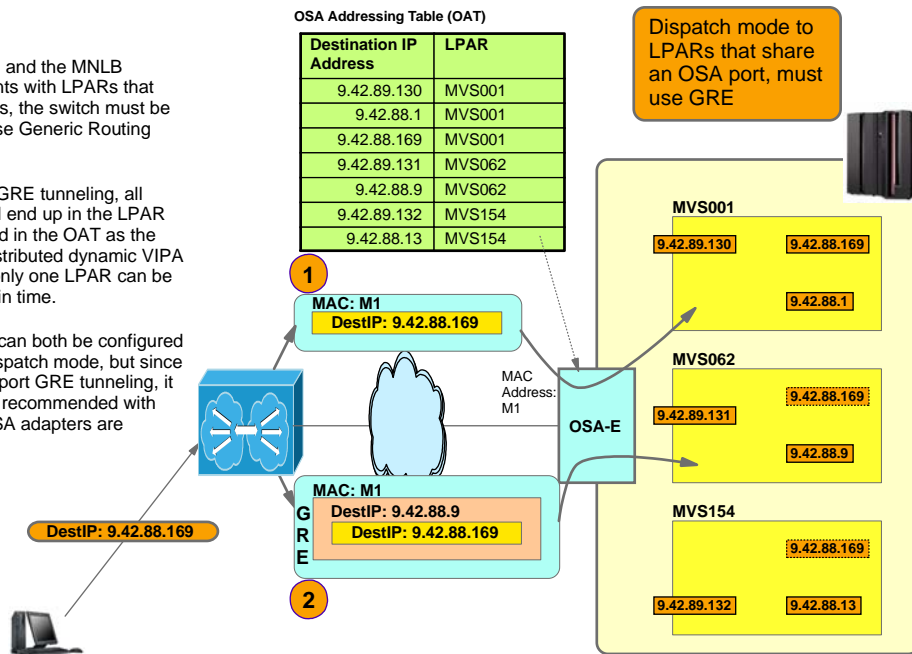 OSA Addressing Table (OAT)
Destination IP Address LPAR
9.42.89.130 MVS001
9.42.88.1 MVS001
9.42.88.169 MVS001
9.42.89.131 MVS062
9.42.88.9 MVS062
9.42.89.132 MVS154
9.42.88.13 MVS154
Dispatch mode to
LPARs that share
an OSA port, must
use GRE
and the MNLB
nts with LPARs that
s, the switch must be
se Generic Routing
GRE tunneling, all
end up in the LPAR
d in the OAT as the
stributed dynamic VIPA
only one LPAR can be
in time.
can both be configured
spatch mode, but since
port GRE tunneling, it
recommended with
SA adapters are
1
MAC: M1
DestIP: 9.42.88.169
MAC
Address:
M1
OSA-E
MAC: M1
GRE
DestIP: 9.42.88.9
DestIP: 9.42.88.169
2
DestIP: 9.42.88.169
MVS001
9.42.89.130
9.42.88.169
9.42.88.1
MVS062
9.42.88.169
9.42.89.131
9.42.88.9
MVS154
9.42.88.169
9.42.89.132
9.42.88.13